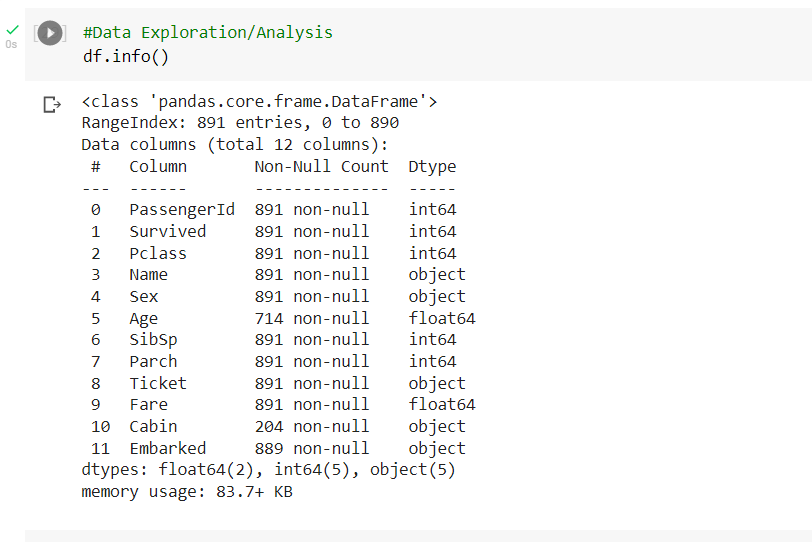 #Data Exploration/Analysis
0s
df.info()
<class 'pandas.core.frame.DataFrame'>
RangeIndex: 891 entries, 0 to 890
Data columns (total 12 columns):
 #   Column       Non-Null Count  Dtype
---  ------       --------------  -----
 0   PassengerId  891 non-null    int64
 1   Survived     891 non-null    int64
 2   Pclass       891 non-null    int64
 3   Name         891 non-null    object
 4   Sex          891 non-null    object
 5   Age          714 non-null    float64
 6   SibSp        891 non-null    int64
 7   Parch        891 non-null    int64
 8   Ticket       891 non-null    object
 9   Fare         891 non-null    float64
 10  Cabin        204 non-null    object
 11  Embarked     889 non-null    object
dtypes: float64(2), int64(5), object(5)
memory usage: 83.7+ KB